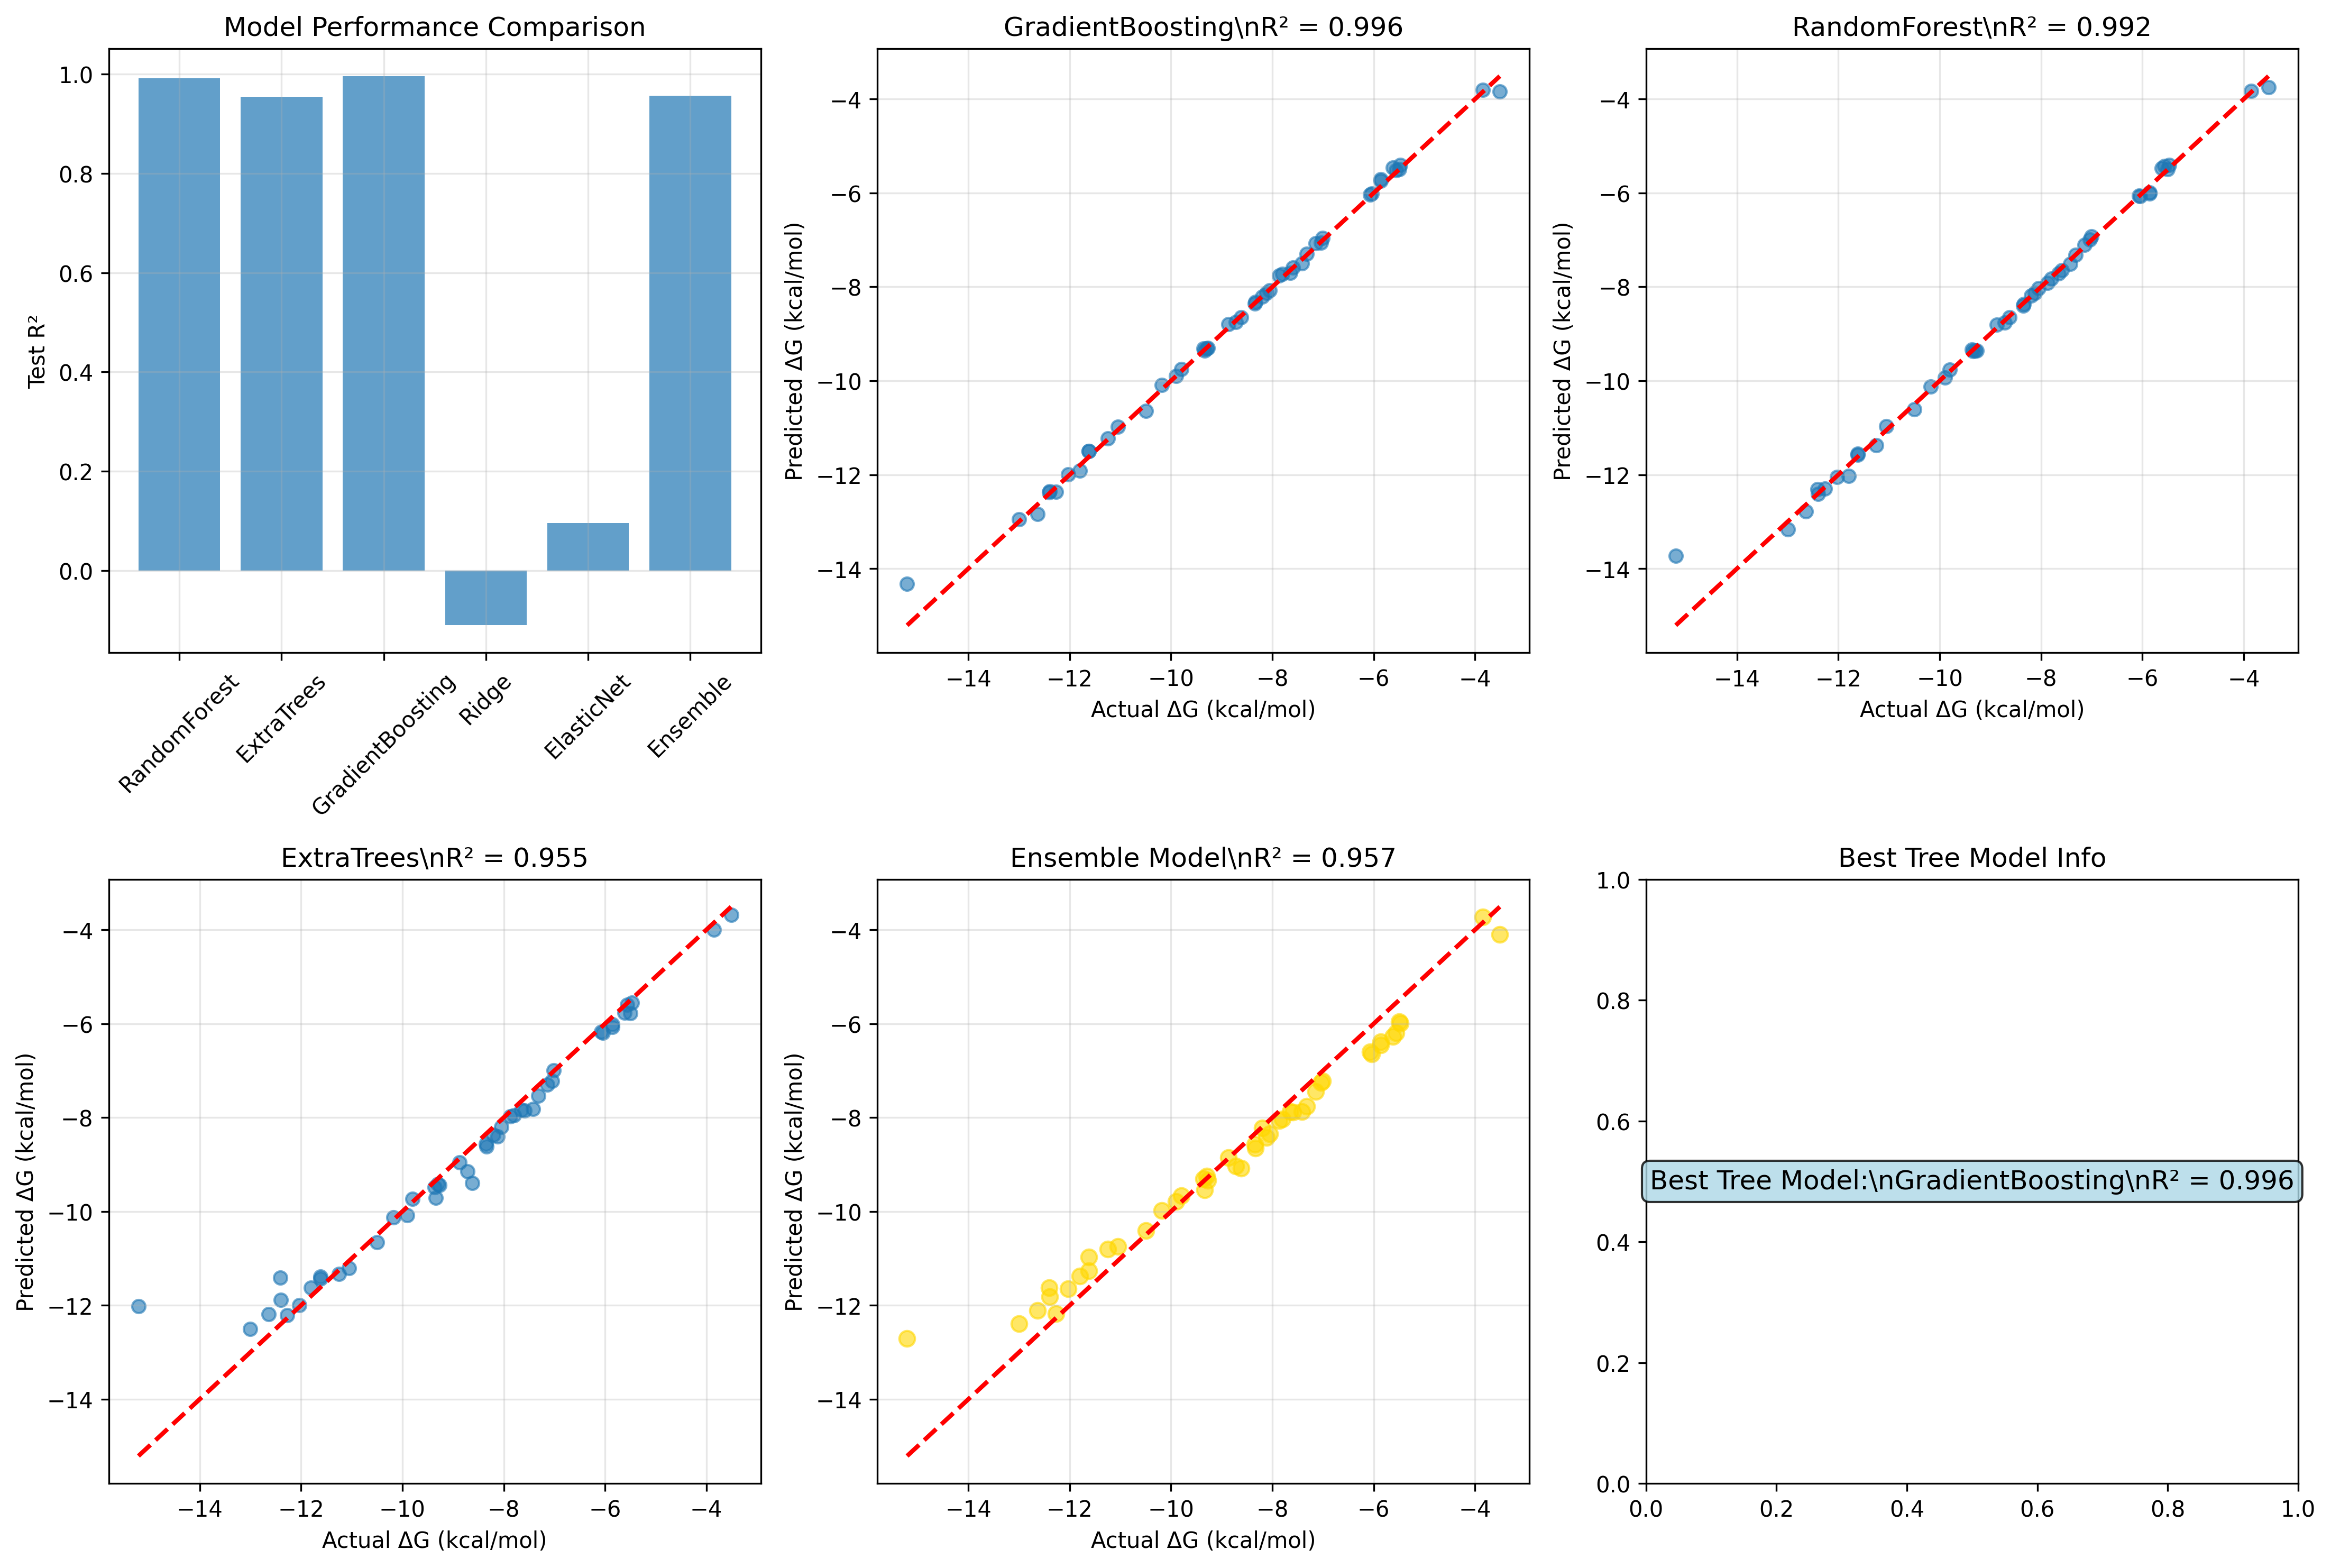 Model Performance Comparison
Test R²
1.0
0.8
0.6
0.4
0.2
0.0
RandomForest
ExtraTrees
GradientBoosting
Ridge
ElasticNet
Ensemble
GradientBoosting\nR² = 0.996
Predicted ΔG (kcal/mol)
−4
−6
−8
−10
−12
−14
−14 −12 −10 −8 −6 −4
Actual ΔG (kcal/mol)
RandomForest\nR² = 0.992
Predicted ΔG (kcal/mol)
−4
−6
−8
−10
−12
−14
−14 −12 −10 −8 −6 −4
Actual ΔG (kcal/mol)
ExtraTrees\nR² = 0.955
Predicted ΔG (kcal/mol)
−4
−6
−8
−10
−12
−14
−14 −12 −10 −8 −6 −4
Actual ΔG (kcal/mol)
Ensemble Model\nR² = 0.957
Predicted ΔG (kcal/mol)
−4
−6
−8
−10
−12
−14
−14 −12 −10 −8 −6 −4
Actual ΔG (kcal/mol)
Best Tree Model Info
1.0
0.8
0.6
Best Tree Model:\nGradientBoosting\nR² = 0.996
0.4
0.2
0.0
0.0 0.2 0.4 0.6 0.8 1.0